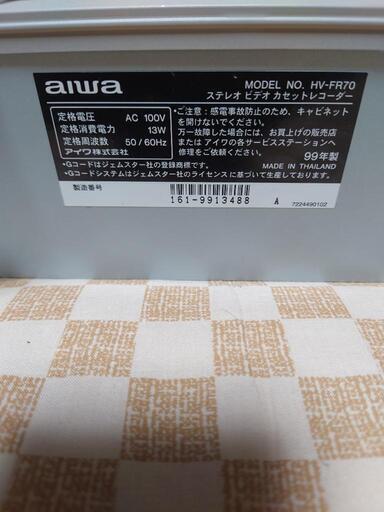 aiwa
MODEL NO. HV-FR70
ステレオ ビデオ カセットレコーダー
定格電圧 AC 100V
定格消費電力 13W
定格周波数 50 / 60Hz
アイワ株式会社
・ご注意：感電事故防止のため、キャビネット
を開けないでください。
万一故障した場合には、お買上げの販売店
またはアイワの各サービスステーションへ
修理をご依頼ください。
99年製
MADE IN THAILAND
・Gコードはジェムスター社の登録商標です。
・Gコードシステムはジェムスター社のライセンスに基づいて生産しております。
製造番号
161-9913488
A
7224490102